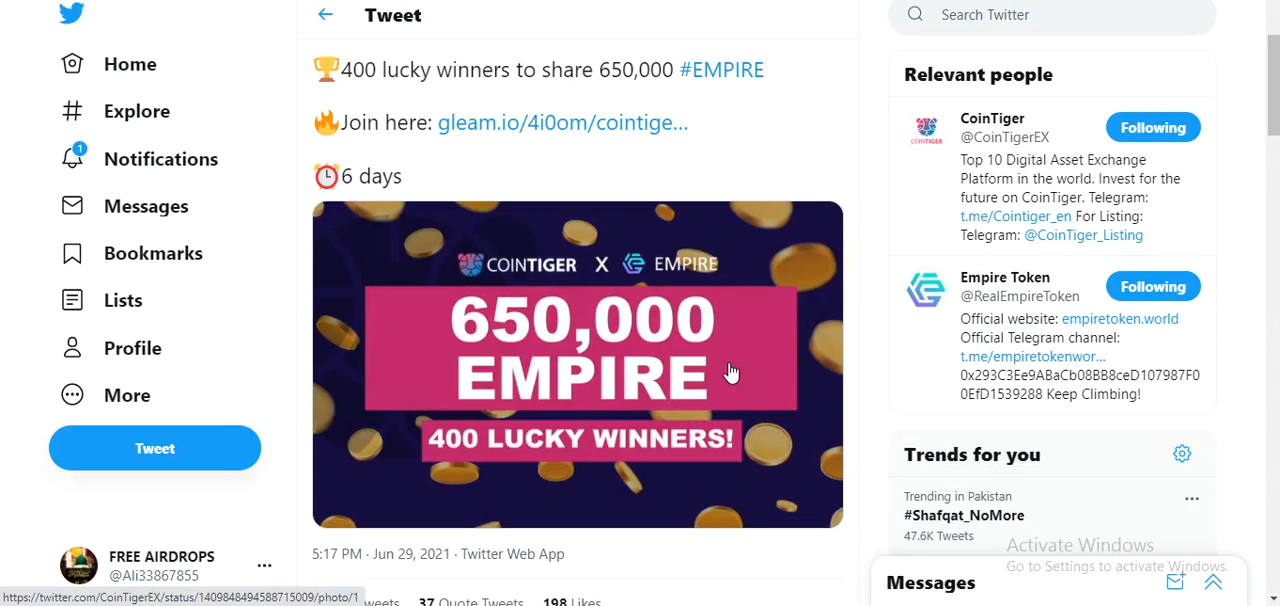 Home
Explore
1
Notifications
Messages
Bookmarks
Lists
Profile
More
Tweet
FREE AIRDROPS
@Ali33867855
https://twitter.com/CoinTigerEX/status/1409848494588715009/photo/1
Tweet
🏆400 lucky winners to share 650,000 #EMPIRE
🔥Join here: gleam.io/4i0om/cointige...
⏰6 days
COINTIGER X EMPIRE
650,000
EMPIRE
400 LUCKY WINNERS!
5:17 PM · Jun 29, 2021 · Twitter Web App
37 Quote Tweets 198 Likes
Search Twitter
Relevant people
COINTIGER
CoinTiger
@CoinTigerEX
Following
Top 10 Digital Asset Exchange
Platform in the world. Invest for the
future on CoinTiger. Telegram:
t.me/Cointiger_en For Listing:
Telegram: @CoinTiger_Listing
Empire Token
@RealEmpireToken
Following
Official website: empiretoken.world
Official Telegram channel:
t.me/empiretokenwor...
0x293C3Ee9ABaCb08BB8ceD107987F0
0EfD1539288 Keep Climbing!
Trends for you
Trending in Pakistan
#Shafqat_NoMore
47.6K Tweets
Activate Windows
Go to Settings to activate Windows.
Messages